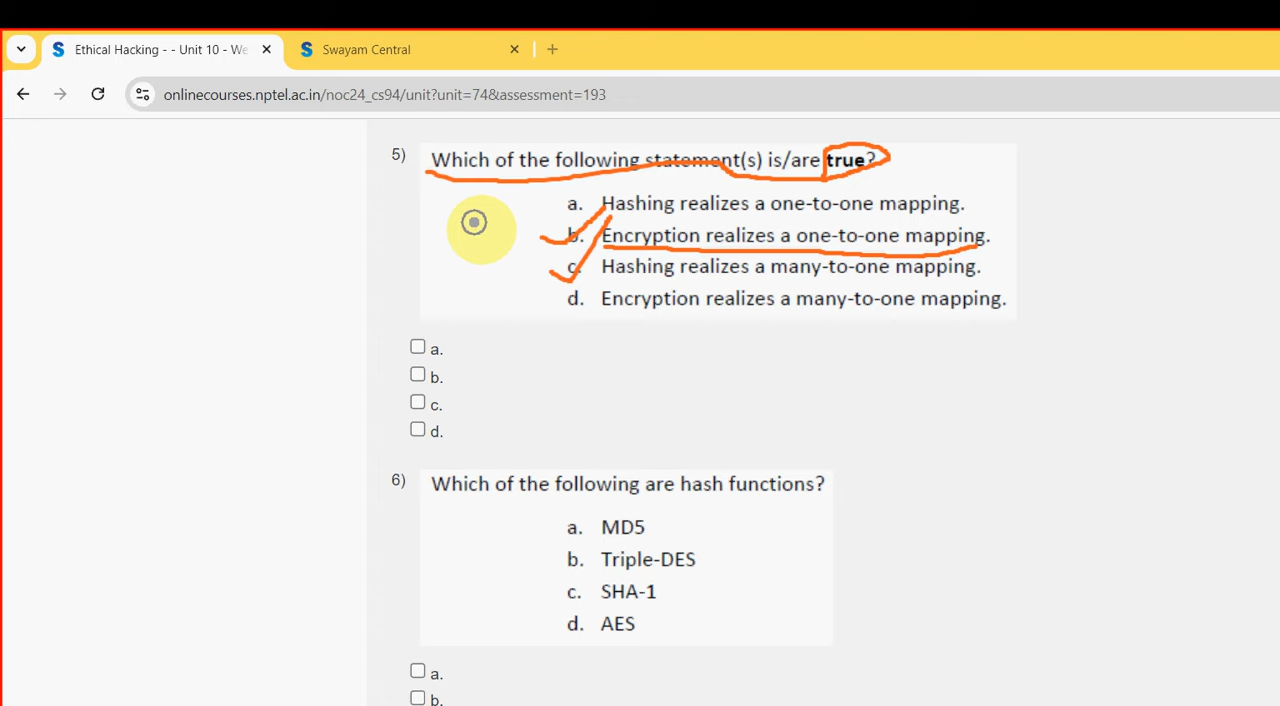 Ethical Hacking - - Unit 10 - We
Swayam Central
onlinecourses.nptel.ac.in/noc24_cs94/unit?unit=74&assessment=193
5) Which of the following statement(s) is/are true?
a. Hashing realizes a one-to-one mapping.
b. Encryption realizes a one-to-one mapping.
c. Hashing realizes a many-to-one mapping.
d. Encryption realizes a many-to-one mapping.
a.
b.
c.
d.
6) Which of the following are hash functions?
a. MD5
b. Triple-DES
c. SHA-1
d. AES
a.
b.